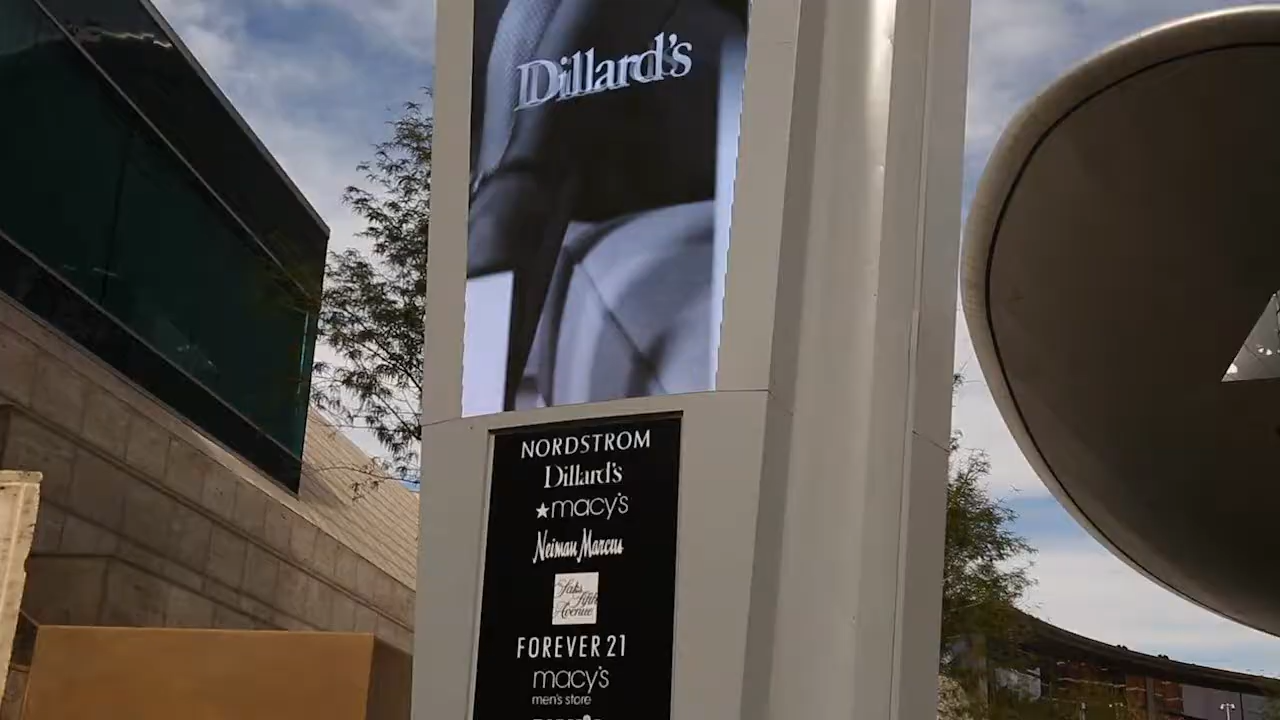 Dillard's
NORDSTROM
Dillard's
macy's
Neiman Marcus
Saks
Fifth
Avenue
FOREVER 21
macy's
men's store